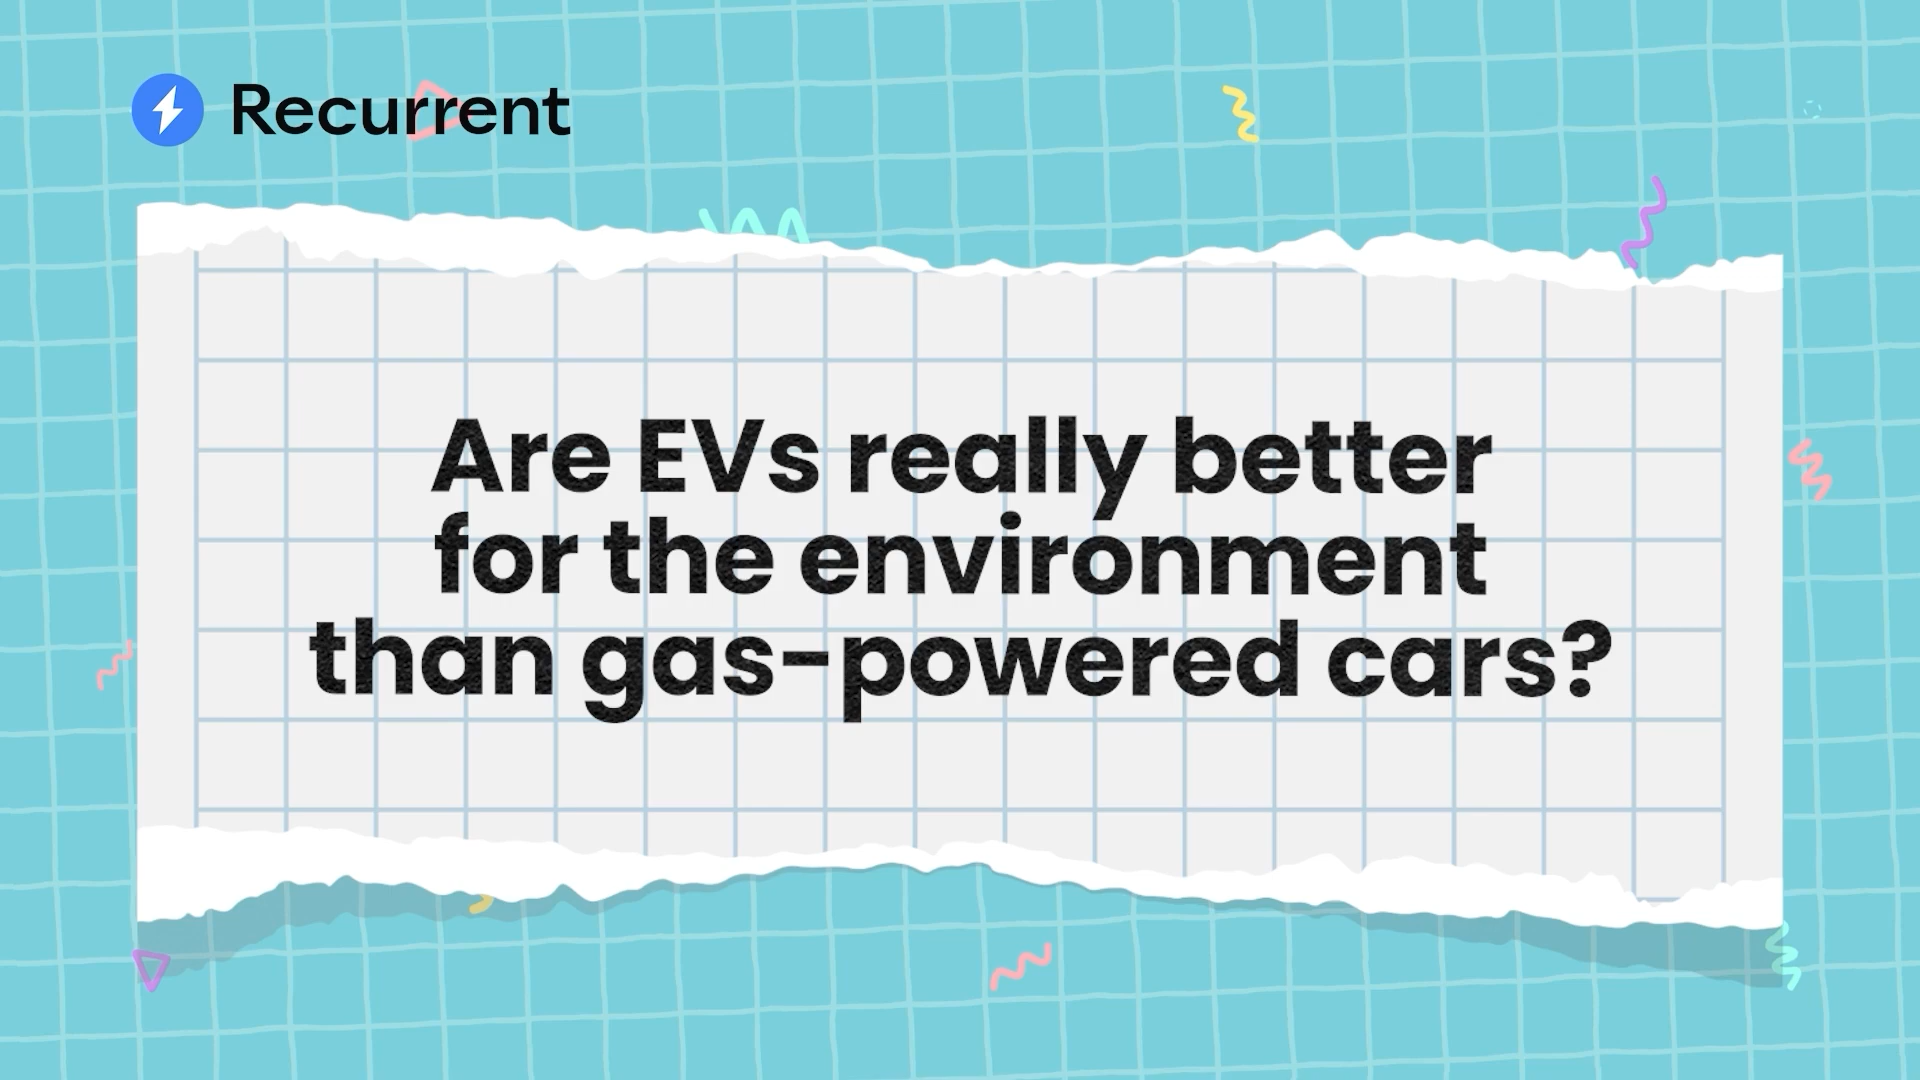 Recurrent
Are EVs really better
for the environment
than gas-powered cars?